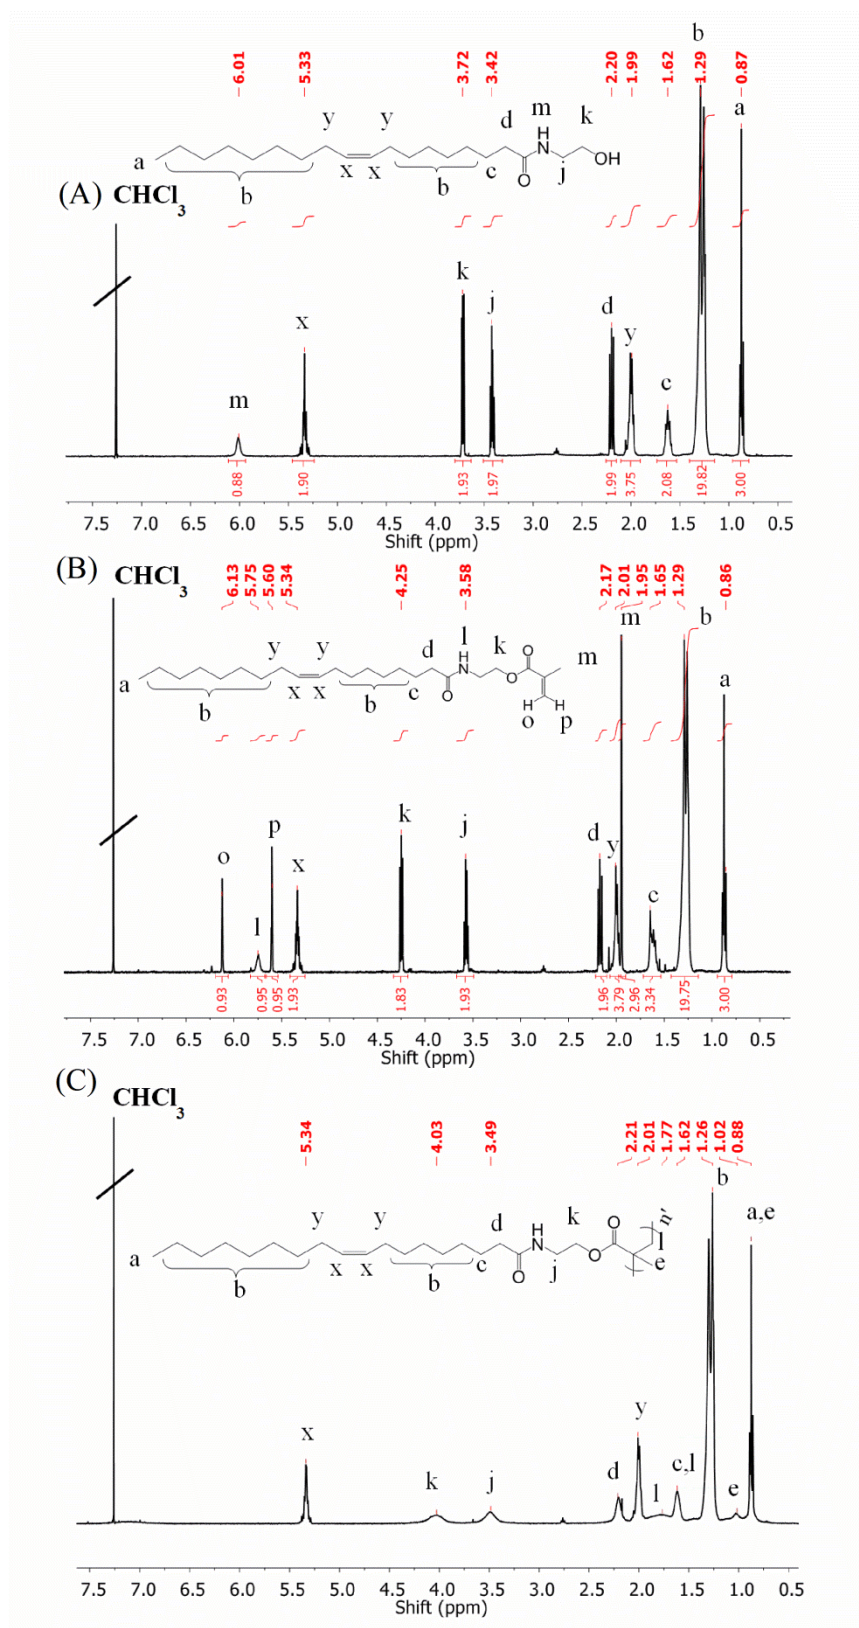 6.01 5.33 3.72 3.42 2.20 1.99 1.62 1.29 0.87
b
a
y y d m k
H
N
OH
O
a b x x b c j
(A) CHCl3
m x k j d y c
0.88 1.90 1.93 1.97 1.99 3.75 2.08 19.82 3.00
7.5 7.0 6.5 6.0 5.5 5.0 4.5 4.0 3.5 3.0 2.5 2.0 1.5 1.0 0.5
Shift (ppm)
(B) CHCl3
6.13 5.75 5.60 5.34 4.25 3.58 2.17 2.01 1.95 1.65 1.29 0.86
m b
a
y y d l k
H
N
O
O
O
m
a b x x b c
H H
o p
o l p x k j d y c
0.93 0.95 0.95 1.93 1.83 1.93 1.96 3.79 2.96 3.34 19.75 3.00
7.5 7.0 6.5 6.0 5.5 5.0 4.5 4.0 3.5 3.0 2.5 2.0 1.5 1.0 0.5
Shift (ppm)
(C) CHCl3
5.34 4.03 3.49 2.21 2.01 1.77 1.62 1.26 1.02 0.88
b
a,e
y y d k n'
H
N
O
O
O
l
e
a b x x b c j
x k j d y l c,l e
7.5 7.0 6.5 6.0 5.5 5.0 4.5 4.0 3.5 3.0 2.5 2.0 1.5 1.0 0.5
Shift (ppm)